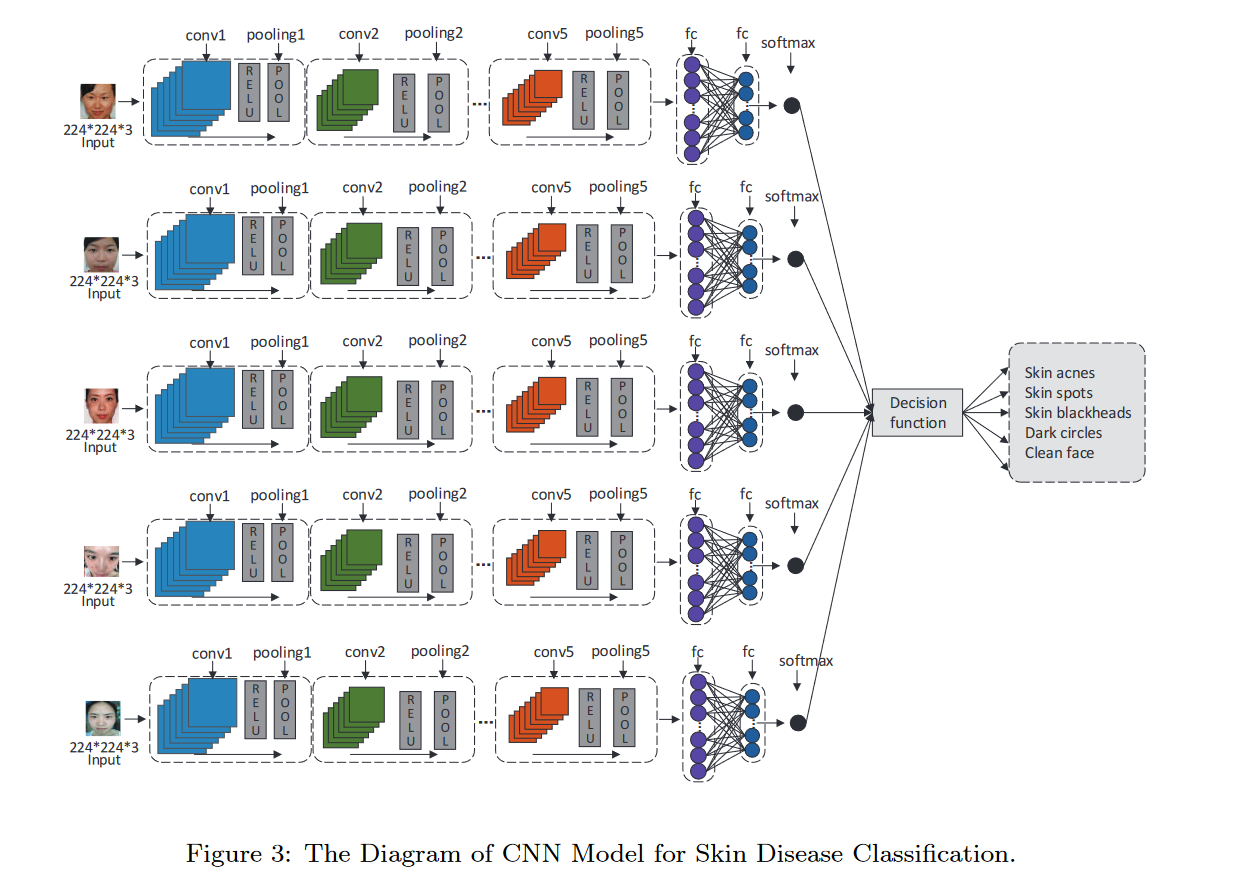 conv1 pooling1 conv2 pooling2 conv5 pooling5 fc fc softmax
RELU POOL RELU POOL ... RELU POOL
224*224*3
Input
conv1 pooling1 conv2 pooling2 conv5 pooling5 fc fc softmax
RELU POOL RELU POOL ... RELU POOL
224*224*3
Input
conv1 pooling1 conv2 pooling2 conv5 pooling5 fc fc softmax
RELU POOL RELU POOL ... RELU POOL
224*224*3
Input
conv1 pooling1 conv2 pooling2 conv5 pooling5 fc fc softmax
RELU POOL RELU POOL ... RELU POOL
224*224*3
Input
conv1 pooling1 conv2 pooling2 conv5 pooling5 fc fc softmax
RELU POOL RELU POOL ... RELU POOL
224*224*3
Input
Decision
function
Skin acnes
Skin spots
Skin blackheads
Dark circles
Clean face
Figure 3: The Diagram of CNN Model for Skin Disease Classification.